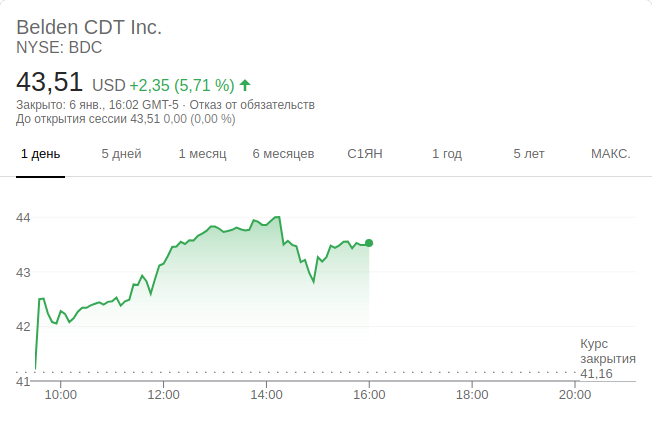 Belden CDT Inc.
NYSE: BDC
43,51 USD +2,35 (5,71 %)
Закрыто: 6 янв., 16:02 GMT-5 · Отказ от обязательств
До открытия сессии 43,51 0,00 (0,00 %)
1 день 5 дней 1 месяц 6 месяцев С1ЯН 1 год 5 лет МАКС.
44
43
42
Курс
закрытия
41,16
41
10:00 12:00 14:00 16:00 18:00 20:00